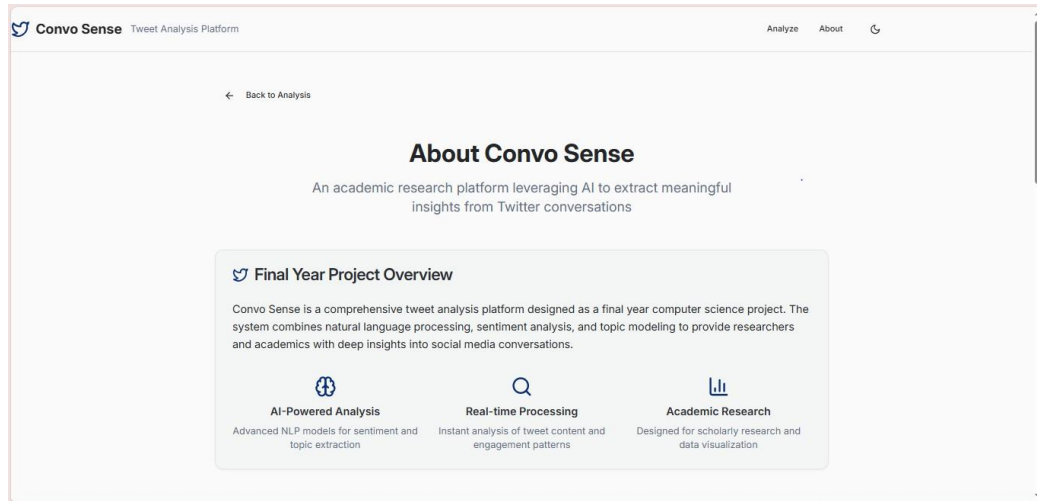 Convo Sense Tweet Analysis Platform Analyze About
Back to Analysis
About Convo Sense
An academic research platform leveraging AI to extract meaningful
insights from Twitter conversations
Final Year Project Overview
Convo Sense is a comprehensive tweet analysis platform designed as a final year computer science project. The
system combines natural language processing, sentiment analysis, and topic modeling to provide researchers
and academics with deep insights into social media conversations.
AI-Powered Analysis
Advanced NLP models for sentiment and
topic extraction
Real-time Processing
Instant analysis of tweet content and
engagement patterns
Academic Research
Designed for scholarly research and
data visualization